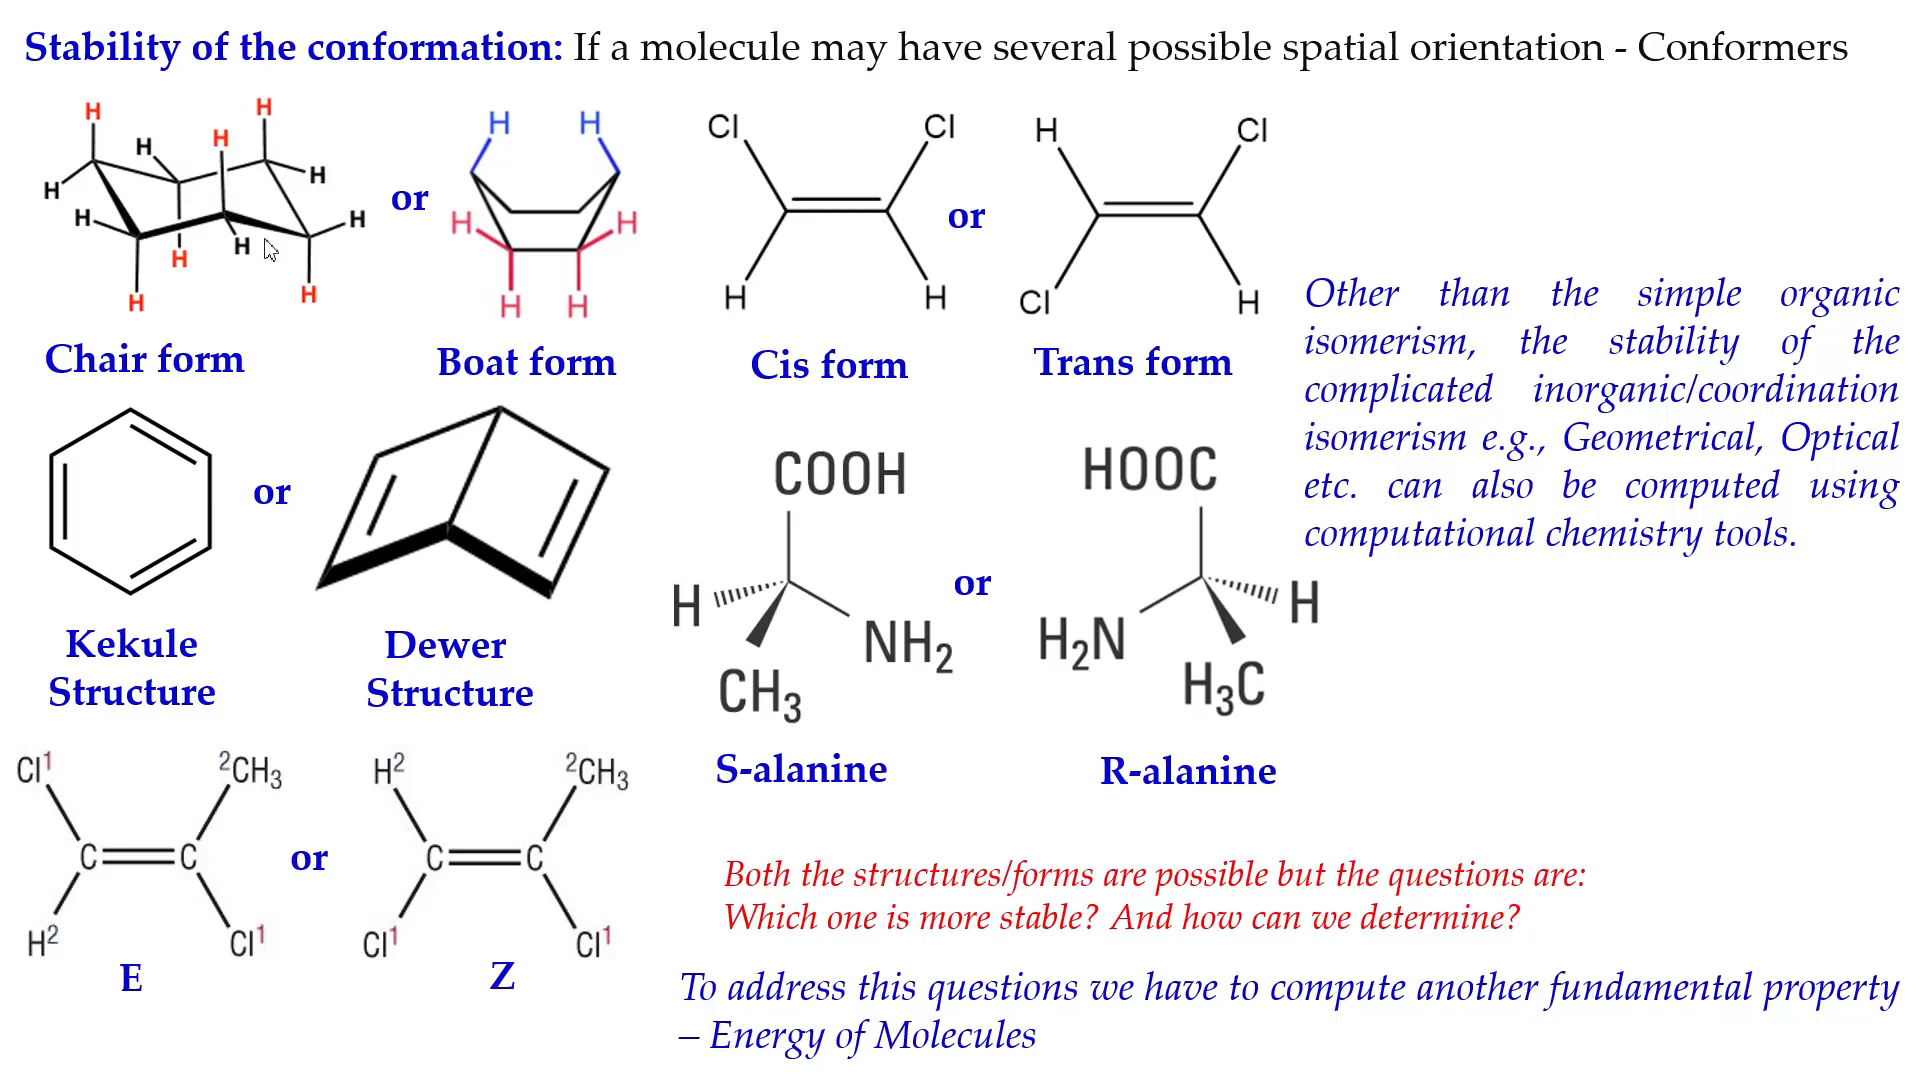 Stability of the conformation: If a molecule may have several possible spatial orientation - Conformers
H H H H H H H H H H H H
or
H H H H H H
Cl Cl H H
or
H Cl Cl H
Chair form
Boat form
Cis form
Trans form
Other than the simple organic
isomerism, the stability of the
complicated inorganic/coordination
isomerism e.g., Geometrical, Optical
etc. can also be computed using
computational chemistry tools.
or
Kekule
Structure
Dewer
Structure
COOH
H
NH₂
CH₃
or
HOOC
H₂N
H
H₃C
S-alanine
R-alanine
Cl¹ ²CH₃
C C
H² Cl¹
E
or
H² ²CH₃
C C
Cl¹ Cl¹
Z
Both the structures/forms are possible but the questions are:
Which one is more stable? And how can we determine?
To address this questions we have to compute another fundamental property
– Energy of Molecules